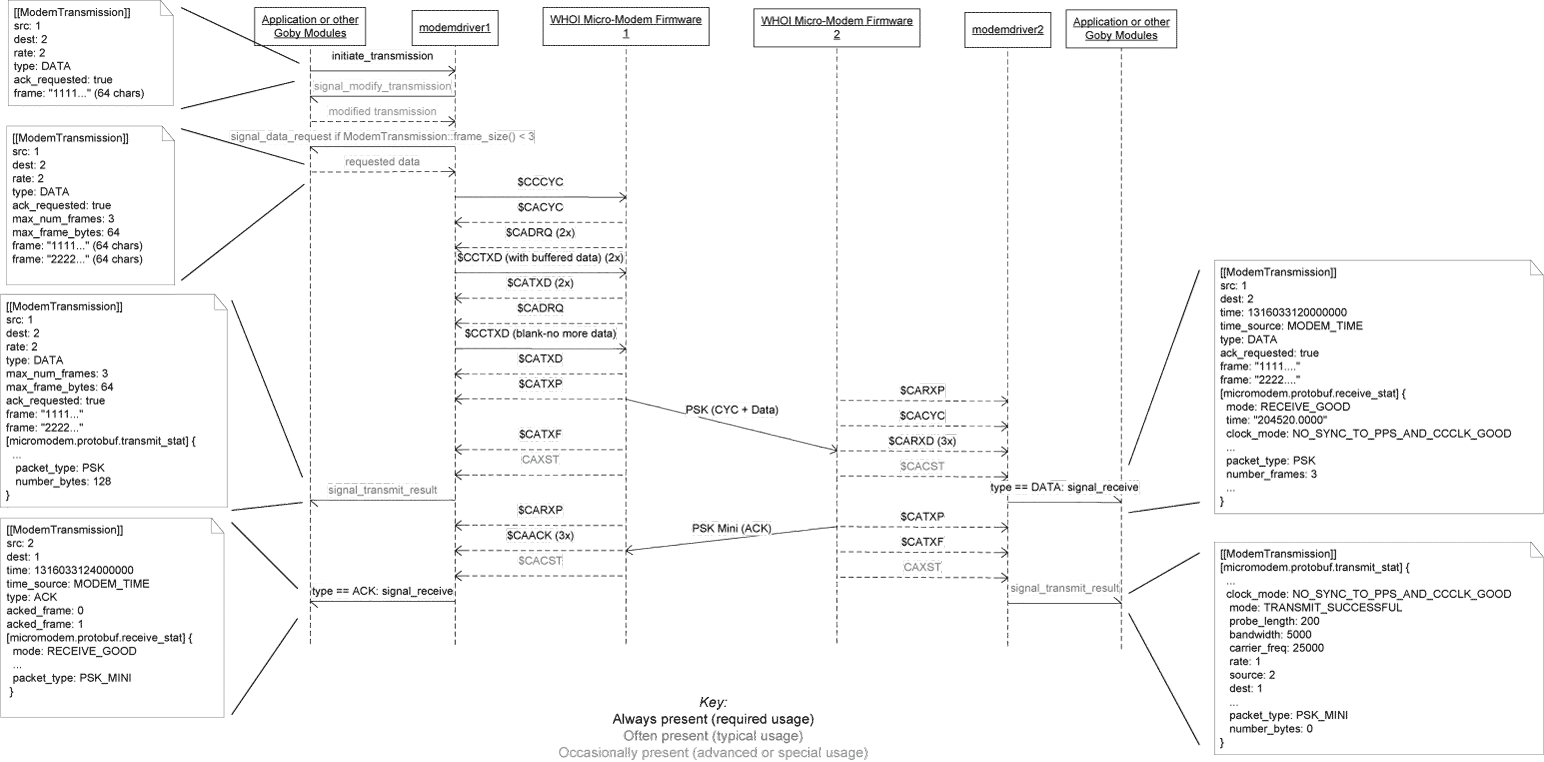 [[ModemTransmission]]
src: 1
dest: 2
rate: 2
type: DATA
ack_requested: true
frame: "1111..." (64 chars)
[[ModemTransmission]]
src: 1
dest: 2
rate: 2
type: DATA
ack_requested: true
max_num_frames: 3
max_frame_bytes: 64
frame: "1111..." (64 chars)
frame: "2222..." (64 chars)
[[ModemTransmission]]
src: 1
dest: 2
rate: 2
type: DATA
max_num_frames: 3
max_frame_bytes: 64
ack_requested: true
frame: "1111..."
frame: "2222..."
[micromodem.protobuf.transmit_stat] {
...
packet_type: PSK
number_bytes: 128
}
[[ModemTransmission]]
src: 2
dest: 1
time: 1316033124000000
time_source: MODEM_TIME
type: ACK
acked_frame: 0
acked_frame: 1
[micromodem.protobuf.receive_stat] {
mode: RECEIVE_GOOD
...
packet_type: PSK_MINI
}
Application or other
Goby Modules
modemdriver1
WHOI Micro-Modem Firmware
1
WHOI Micro-Modem Firmware
2
modemdriver2
Application or other
Goby Modules
initiate_transmission
signal_modify_transmission
modified transmission
signal_data_request if ModemTransmission::frame_size() < 3
requested data
$CCCYC
$CACYC
$CADRQ (2x)
$CCTXD (with buffered data) (2x)
$CATXD (2x)
$CADRQ
$CCTXD (blank-no more data)
$CATXD
$CATXP
PSK (CYC + Data)
$CARXP
$CACYC
$CATXF
$CARXD (3x)
CAXST
$CACST
signal_transmit_result
type == DATA: signal_receive
$CARXP
PSK Mini (ACK)
$CATXP
$CAACK (3x)
$CATXF
$CACST
CAXST
type == ACK: signal_receive
signal_transmit_result
[[ModemTransmission]]
src: 1
dest: 2
time: 1316033120000000
time_source: MODEM_TIME
type: DATA
ack_requested: true
frame: "1111...."
frame: "2222...."
[micromodem.protobuf.receive_stat] {
mode: RECEIVE_GOOD
time: "204520.0000"
clock_mode: NO_SYNC_TO_PPS_AND_CCCLK_GOOD
...
packet_type: PSK
number_frames: 3
...
}
[[ModemTransmission]]
[micromodem.protobuf.transmit_stat] {
...
clock_mode: NO_SYNC_TO_PPS_AND_CCCLK_GOOD
mode: TRANSMIT_SUCCESSFUL
probe_length: 200
bandwidth: 5000
carrier_freq: 25000
rate: 1
source: 2
dest: 1
...
packet_type: PSK_MINI
number_bytes: 0
}
Key:
Always present (required usage)
Often present (typical usage)
Occasionally present (advanced or special usage)